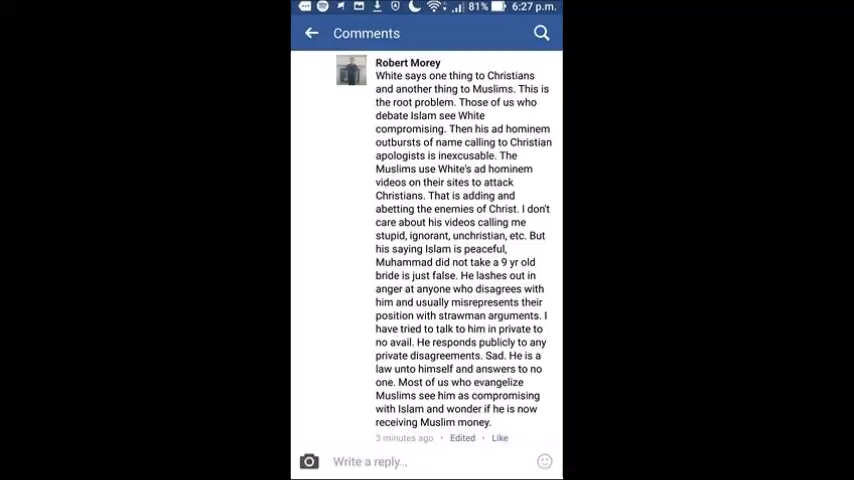 81% 6:27 p.m.
Comments
Robert Morey
White says one thing to Christians
and another thing to Muslims. This is
the root problem. Those of us who
debate Islam see White
compromising. Then his ad hominem
outbursts of name calling to Christian
apologists is inexcusable. The
Muslims use White's ad hominem
videos on their sites to attack
Christians. That is adding and
abetting the enemies of Christ. I don't
care about his videos calling me
stupid, ignorant, unchristian, etc. But
his saying Islam is peaceful,
Muhammad did not take a 9 yr old
bride is just false. He lashes out in
anger at anyone who disagrees with
him and usually misrepresents their
position with strawman arguments. I
have tried to talk to him in private to
no avail. He responds publicly to any
private disagreements. Sad. He is a
law unto himself and answers to no
one. Most of us who evangelize
Muslims see him as compromising
with Islam and wonder if he is now
receiving Muslim money.
3 minutes ago • Edited • Like
Write a reply...